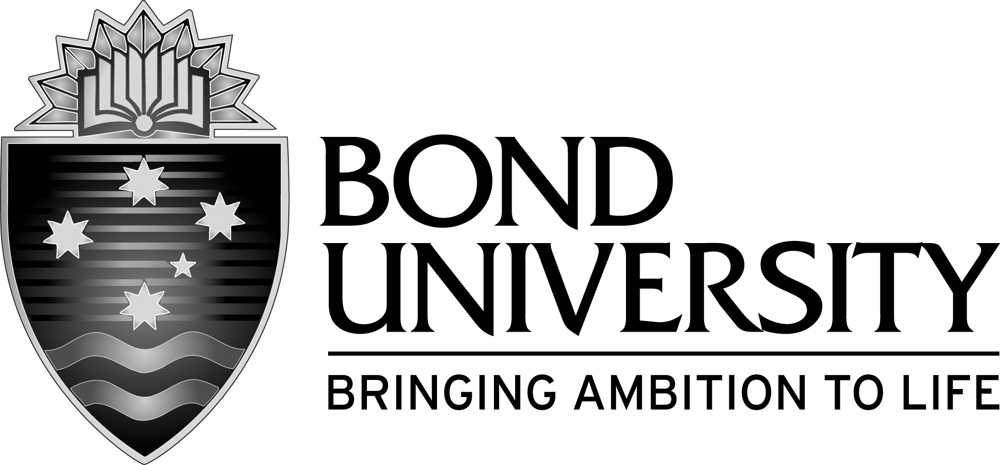 BOND
UNIVERSITY
BRINGING AMBITION TO LIFE